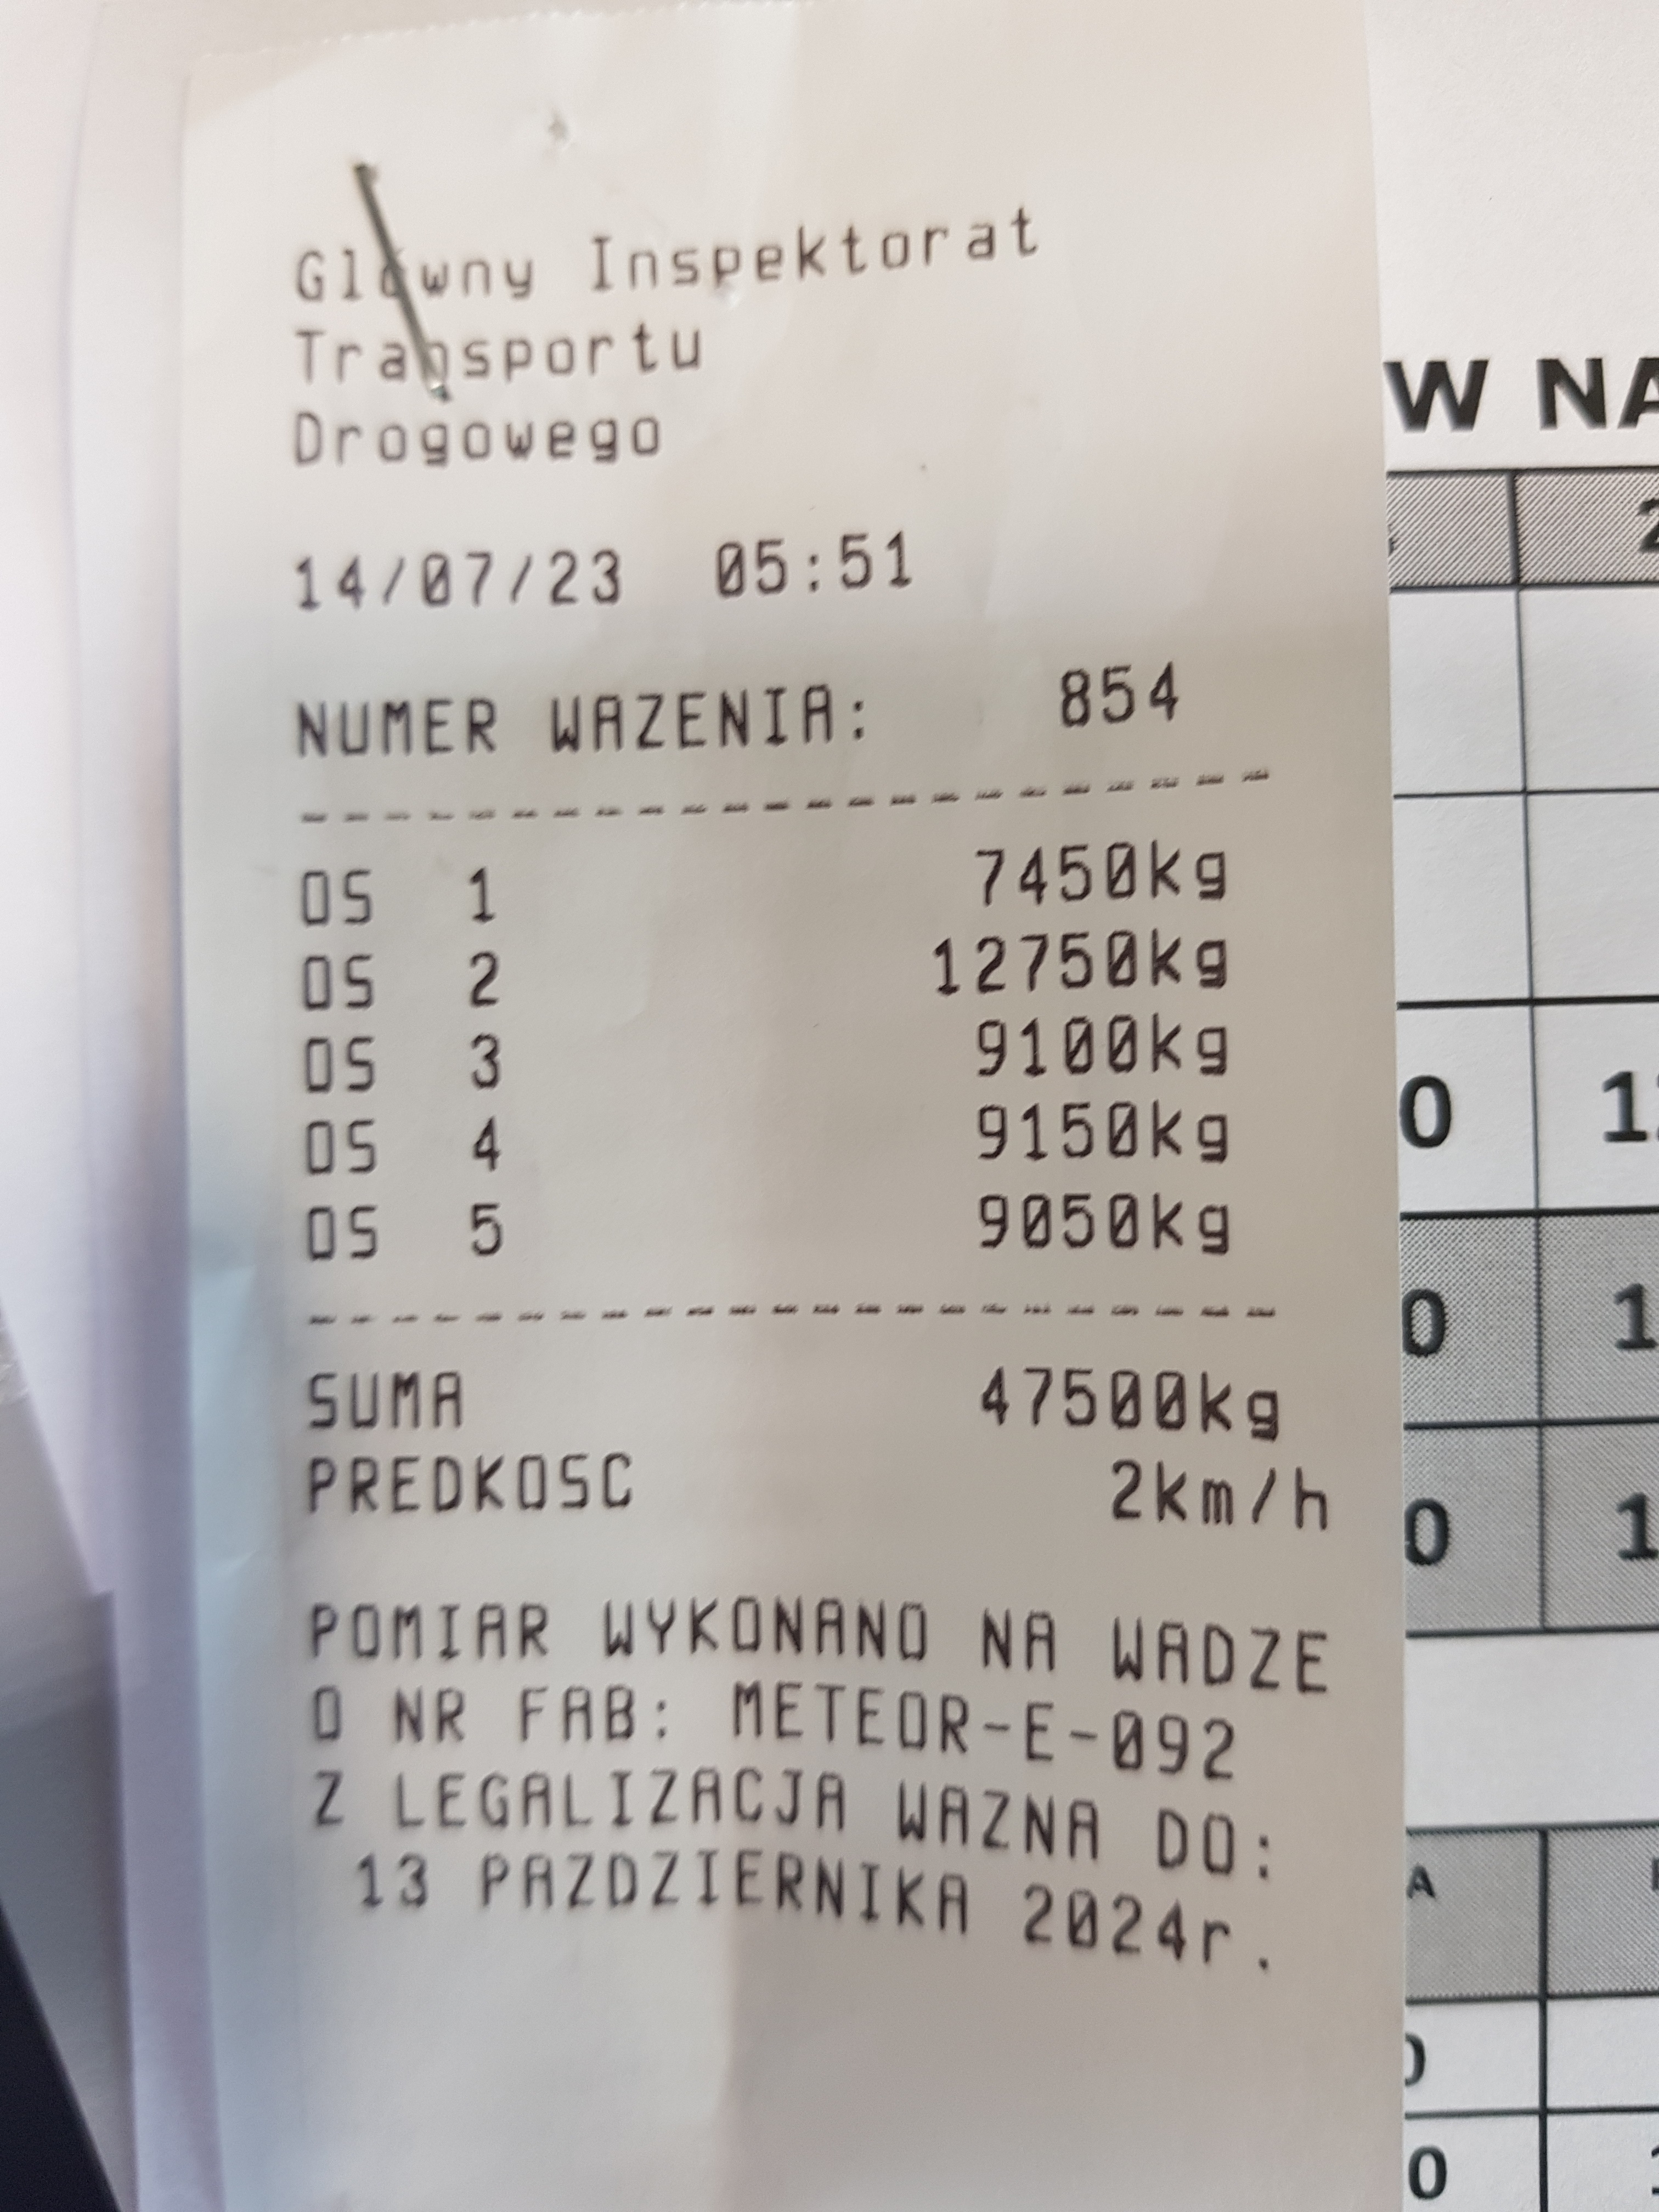 Główny Inspektorat
Transportu
Drogowego
14/07/23 05:51
NUMER WAZENIA: 854
OS 1 7450kg
OS 2 12750kg
OS 3 9100kg
OS 4 9150kg
OS 5 9050kg
SUMA 47500kg
PREDKOSC 2km/h
POMIAR WYKONANO NA WADZE
O NR FAB: METEOR-E-092
Z LEGALIZACJA WAZNA DO:
13 PAZDZIERNIKA 2024r.
W NA